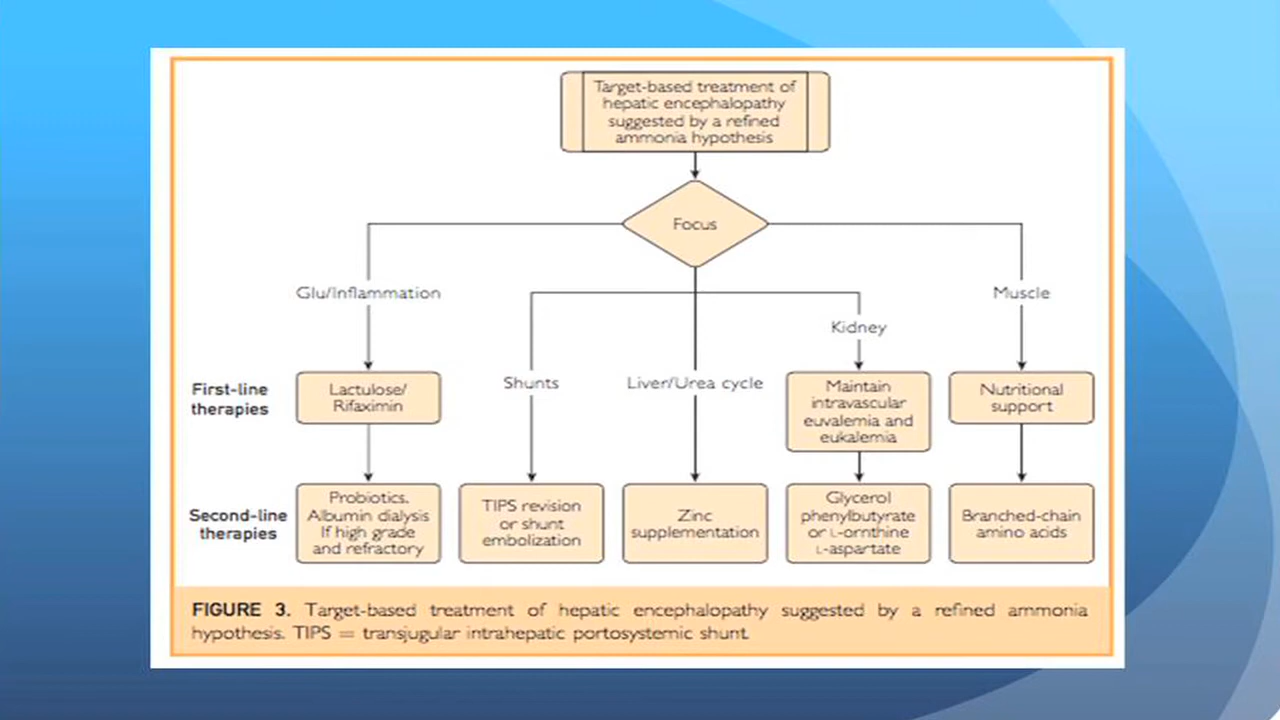 Target-based treatment of
hepatic encephalopathy
suggested by a refined
ammonia hypothesis
Focus
Glu/Inflammation
Muscle
Kidney
Shunts
Liver/Urea cycle
First-line
therapies
Lactulose/
Rifaximin
Maintain
intravascular
euvalemia and
eukalemia
Nutritional
support
Second-line
therapies
Probiotics.
Albumin dialysis
If high grade
and refractory
TIPS revision
or shunt
embolization
Zinc
supplementation
Glycerol
phenylbutyrate
or L-ornthine
L-aspartate
Branched-chain
amino acids
FIGURE 3. Target-based treatment of hepatic encephalopathy suggested by a refined ammonia
hypothesis. TIPS = transjugular intrahepatic portosystemic shunt.